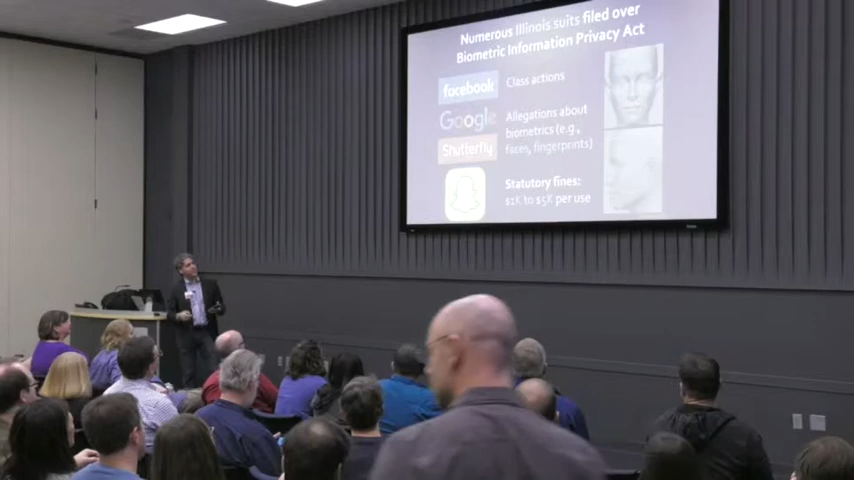 Numerous Illinois suits filed over
Biometric Information Privacy Act
facebook
Class actions
Google
Allegations about
biometrics (e.g.,
faces, fingerprints)
Shutterfly
Statutory fines:
$1K to $5K per use